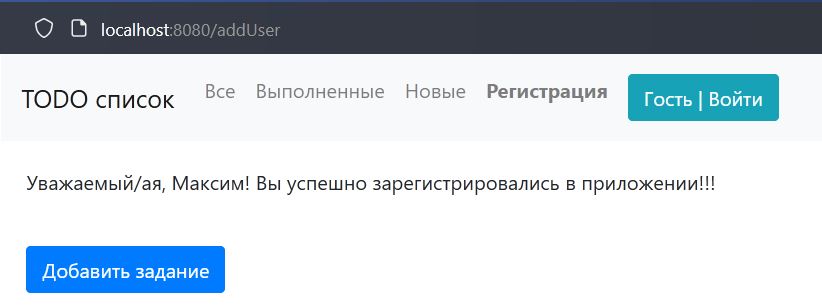 localhost:8080/addUser
TODO список Все Выполненные Новые Регистрация Гость | Войти
Уважаемый/ая, Максим! Вы успешно зарегистрировались в приложении!!!
Добавить задание